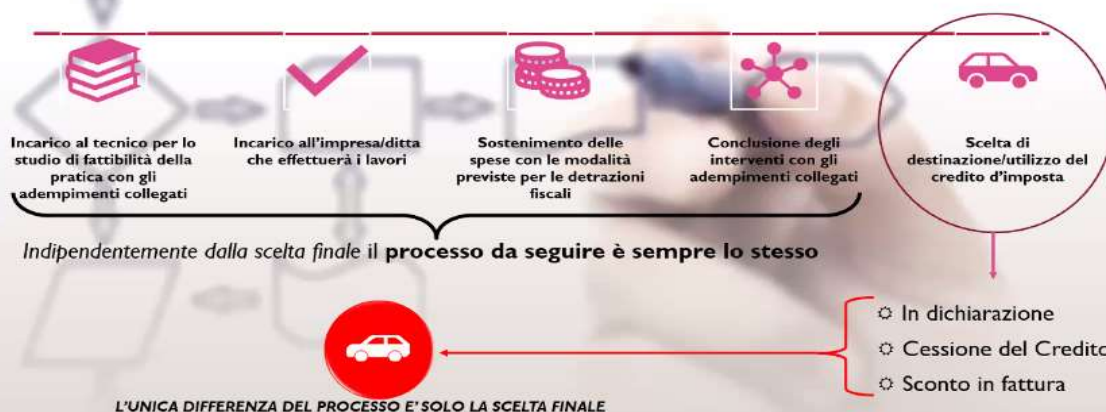 Incarico al tecnico per lo
studio di fattibilità della
pratica con gli
adempimenti collegati
Incarico all'impresa/ditta
che effettuerà i lavori
Sostenimento delle
spese con le modalità
previste per le detrazioni
fiscali
Conclusione degli
interventi con gli
adempimenti collegati
Scelta di
destinazione/utilizzo del
credito d'imposta
Indipendentemente dalla scelta finale il processo da seguire è sempre lo stesso
In dichiarazione
Cessione del Credito
Sconto in fattura
L'UNICA DIFFERENZA DEL PROCESSO E' SOLO LA SCELTA FINALE